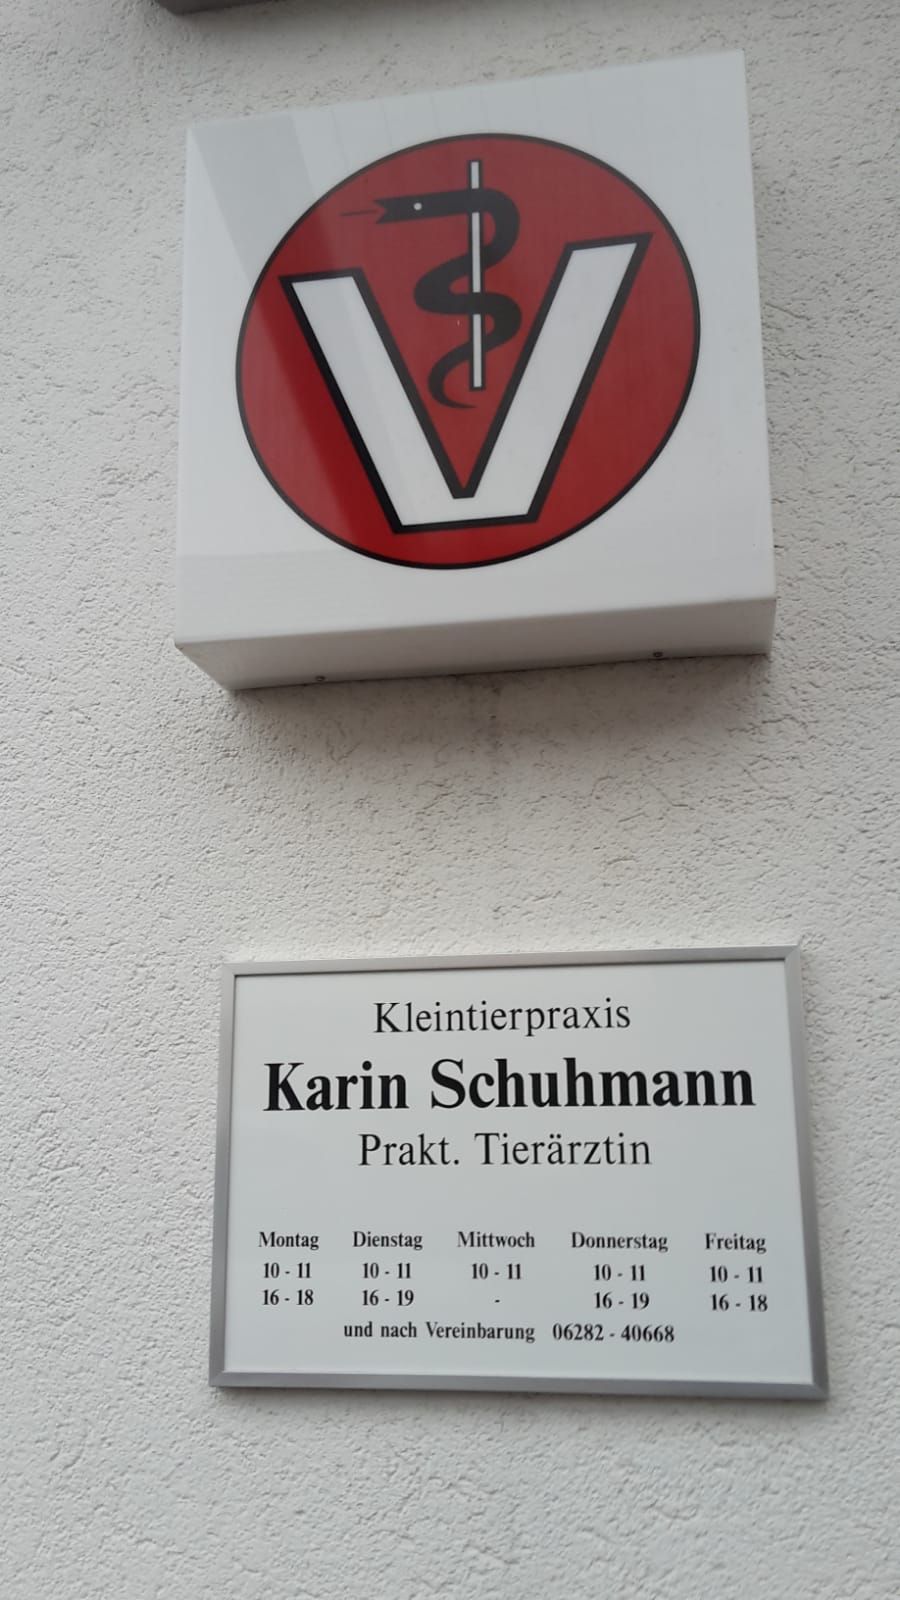 V
Kleintierpraxis
Karin Schuhmann
Prakt. Tierärztin
Montag Dienstag Mittwoch Donnerstag Freitag
10 - 11 10 - 11 10 - 11 10 - 11 10 - 11
16 - 18 16 - 19 - 16 - 19 16 - 18
und nach Vereinbarung 06282 - 40668